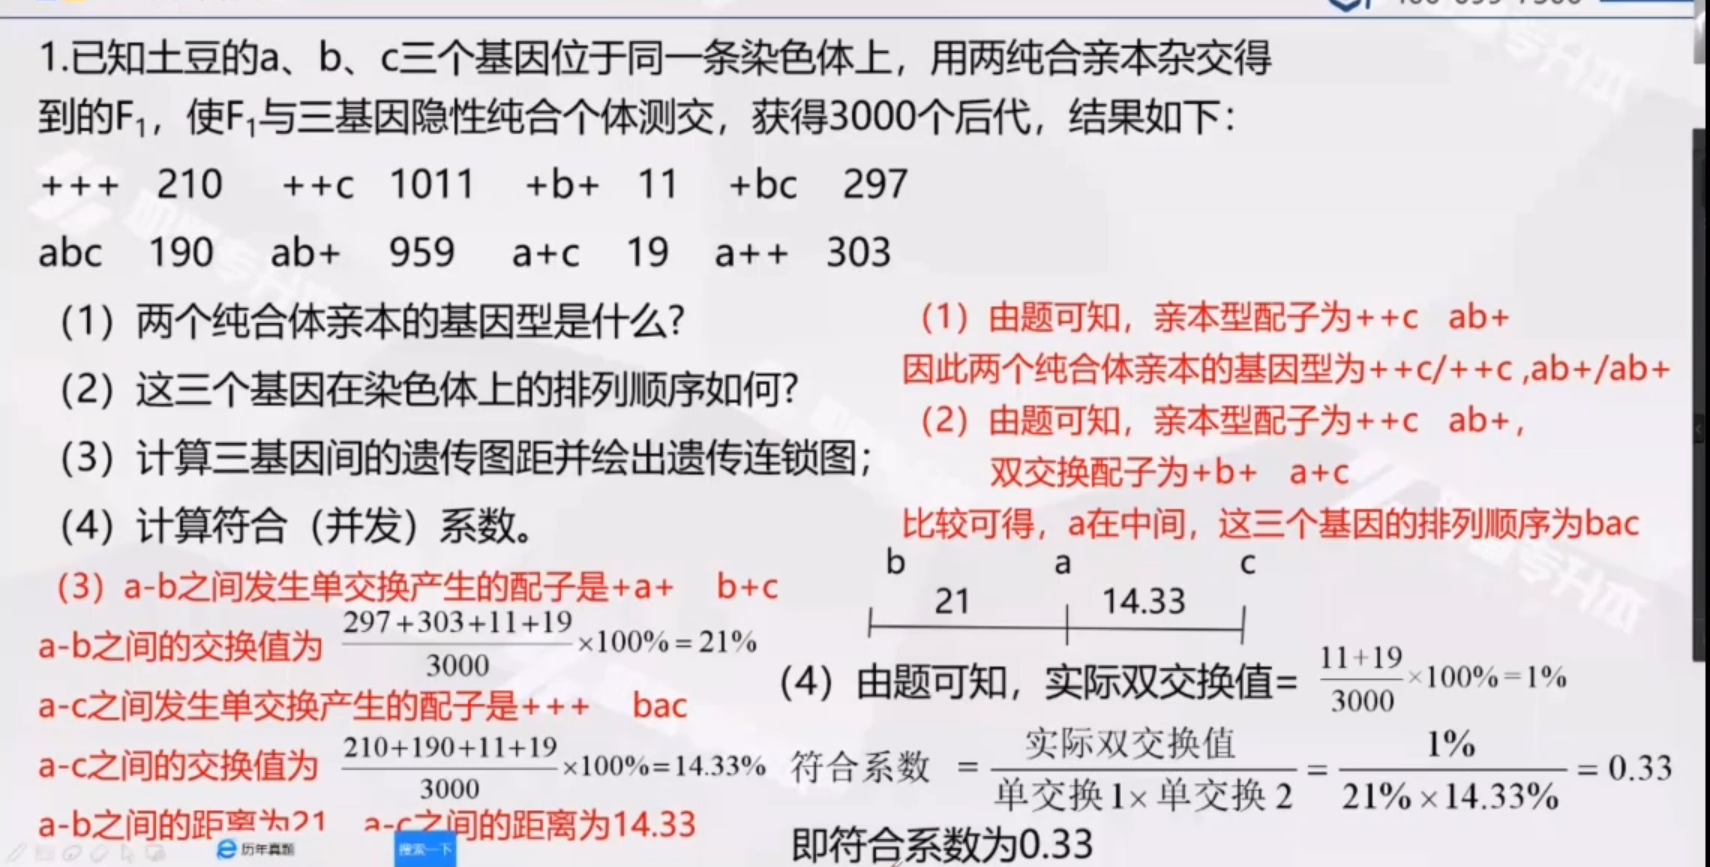 1.已知土豆的a、b、c三个基因位于同一条染色体上，用两纯合亲本杂交得
到的F₁，使F₁与三基因隐性纯合个体测交，获得3000个后代，结果如下：
+++ 210 ++c 1011 +b+ 11 +bc 297
abc 190 ab+ 959 a+c 19 a++ 303
（1）两个纯合体亲本的基因型是什么?
（2）这三个基因在染色体上的排列顺序如何?
（3）计算三基因间的遗传图距并绘出遗传连锁图；
（4）计算符合（并发）系数。
（1）由题可知，亲本型配子为++c ab+
因此两个纯合体亲本的基因型为++c/++c ,ab+/ab+
（2）由题可知，亲本型配子为++c ab+，
双交换配子为+b+ a+c
比较可得，a在中间，这三个基因的排列顺序为bac
（3）a-b之间发生单交换产生的配子是+a+ b+c
a-b之间的交换值为 297+303+11+19/3000 ×100%=21%
a-c之间发生单交换产生的配子是+++ bac
a-c之间的交换值为 210+190+11+19/3000 ×100%=14.33%
a-b之间的距离为21 a-c之间的距离为14.33
b a c
21 14.33
（4）由题可知，实际双交换值= 11+19/3000 ×100%=1%
符合系数 = 实际双交换值/单交换1×单交换2 = 1%/21%×14.33% = 0.33
即符合系数为0.33
历年真题
搜索一下